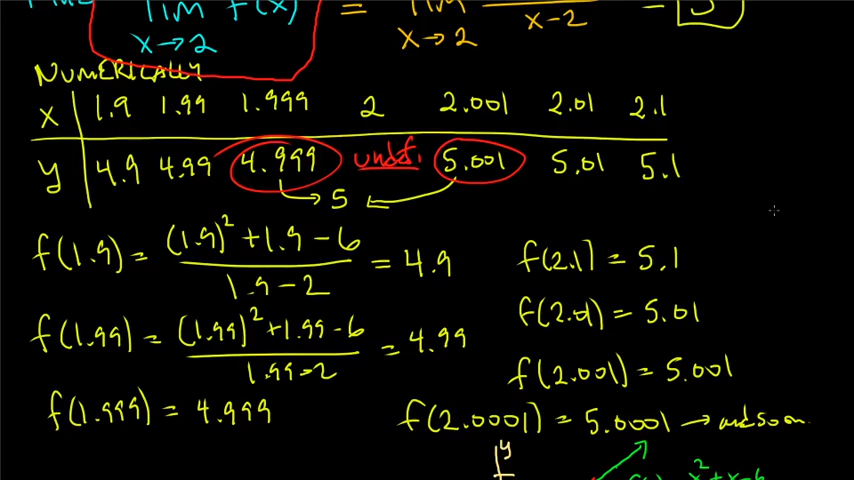 lim f(x) = lim
x→2 x→2 x-2
NUMERICALLY
x 1.9 1.99 1.999 2 2.001 2.01 2.1
y 4.9 4.99 4.999 undef. 5.001 5.01 5.1
5
f(1.9) = (1.9)² + 1.9 - 6 / 1.9 - 2 = 4.9
f(1.99) = (1.99)² + 1.99 - 6 / 1.99 - 2 = 4.99
f(1.999) = 4.999
f(2.1) = 5.1
f(2.01) = 5.01
f(2.001) = 5.001
f(2.0001) = 5.0001 → and so on
y
x² + x - 6